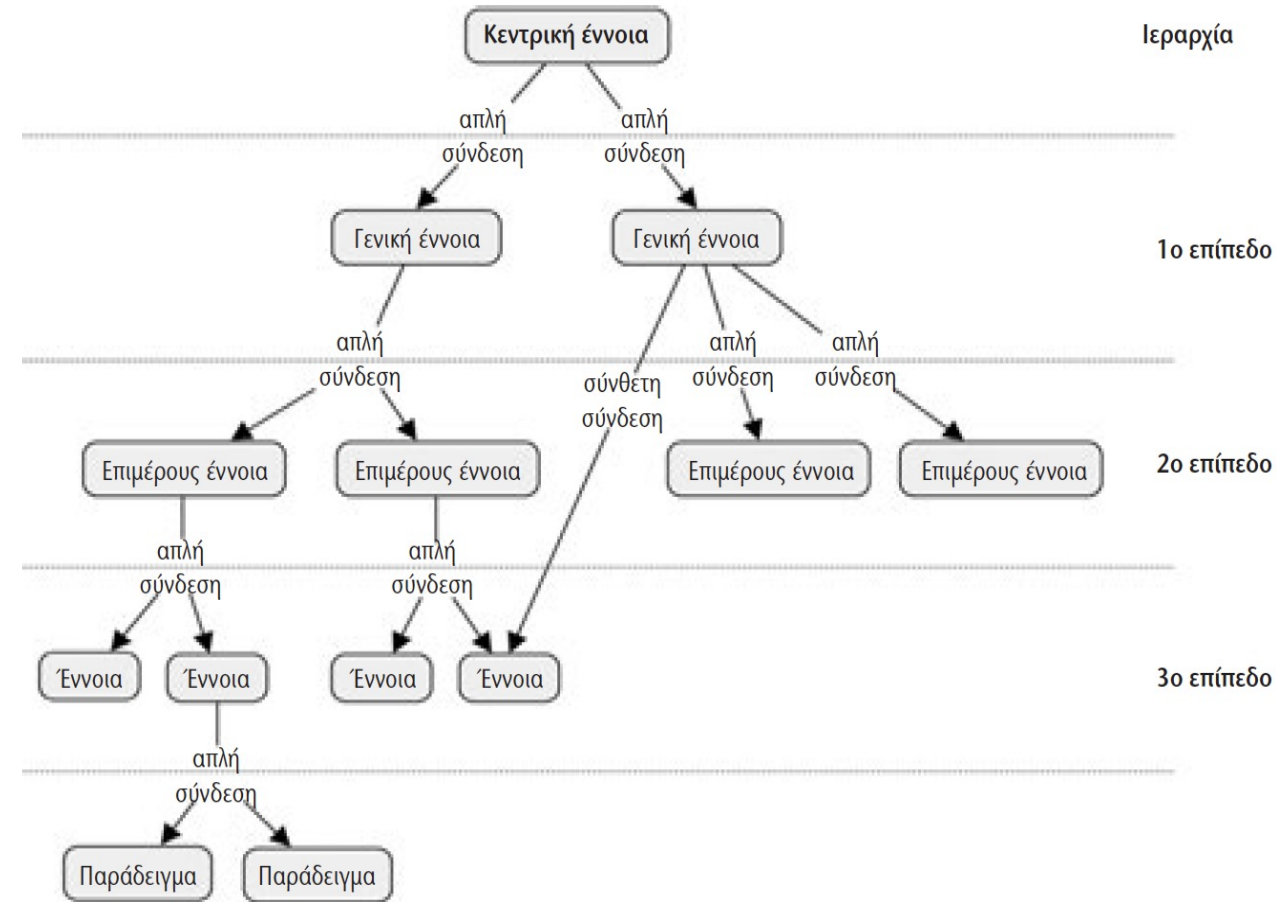 Κεντρική έννοια
Ιεραρχία
απλή
σύνδεση
απλή
σύνδεση
Γενική έννοια
Γενική έννοια
1ο επίπεδο
απλή
σύνδεση
σύνθετη
σύνδεση
απλή
σύνδεση
απλή
σύνδεση
Επιμέρους έννοια
Επιμέρους έννοια
Επιμέρους έννοια
Επιμέρους έννοια
2ο επίπεδο
απλή
σύνδεση
απλή
σύνδεση
Έννοια
Έννοια
Έννοια
Έννοια
3ο επίπεδο
απλή
σύνδεση
Παράδειγμα
Παράδειγμα